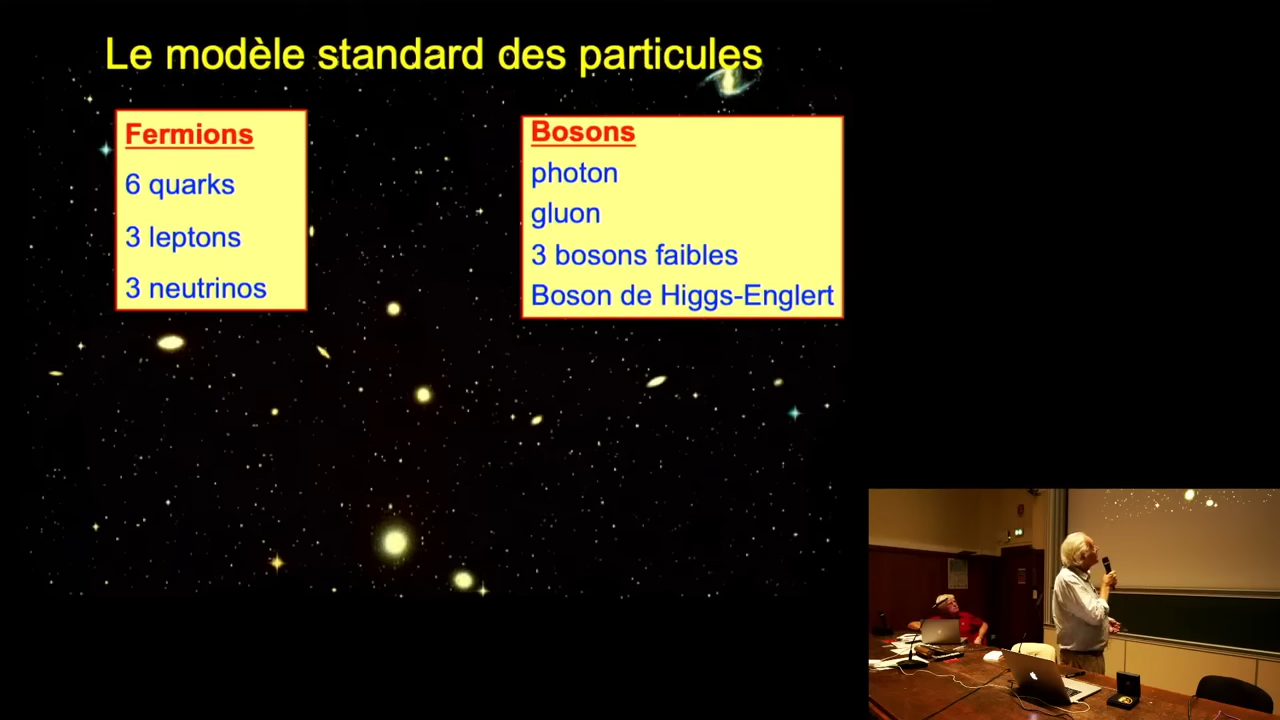 Le modèle standard des particules
Fermions
6 quarks
3 leptons
3 neutrinos
Bosons
photon
gluon
3 bosons faibles
Boson de Higgs-Englert